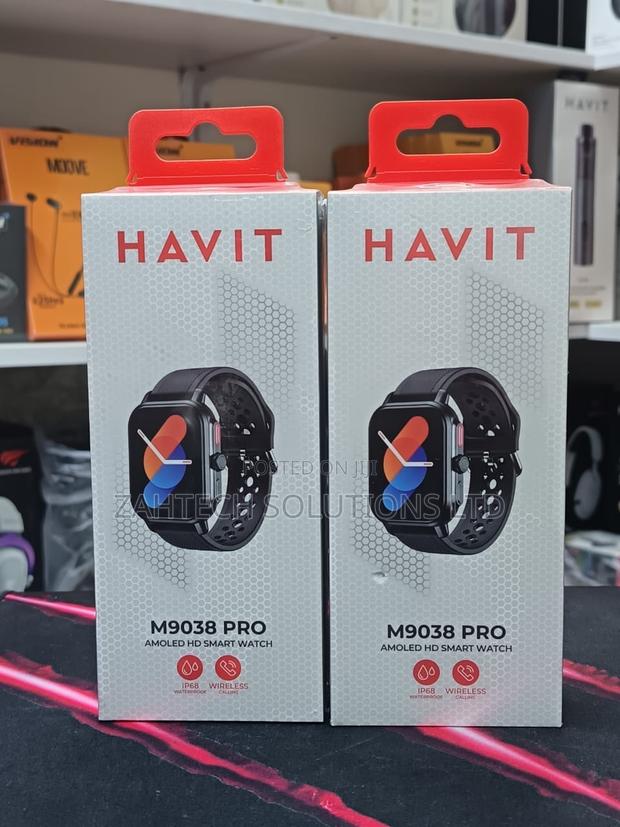 VISION
MOOVE
HAVIT
HAVIT
HAVIT
POSTED ON JIJI
ZAHTECH SOLUTIONS LTD
M9038 PRO
AMOLED HD SMART WATCH
IP68
WATERPROOF
WIRELESS
CALLING
M9038 PRO
AMOLED HD SMART WATCH
IP68
WATERPROOF
WIRELESS
CALLING